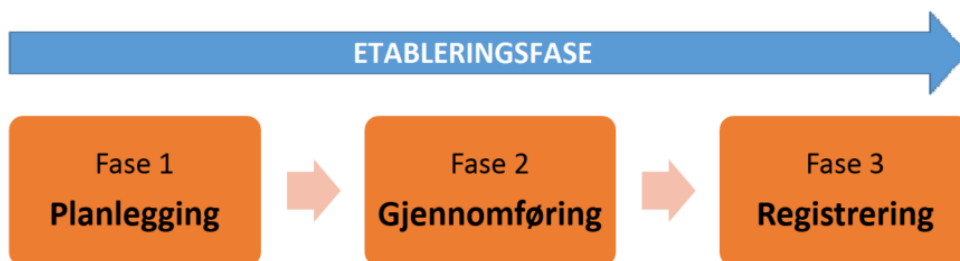 ETABLERINGSFASE
Fase 1
Planlegging
Fase 2
Gjennomføring
Fase 3
Registrering